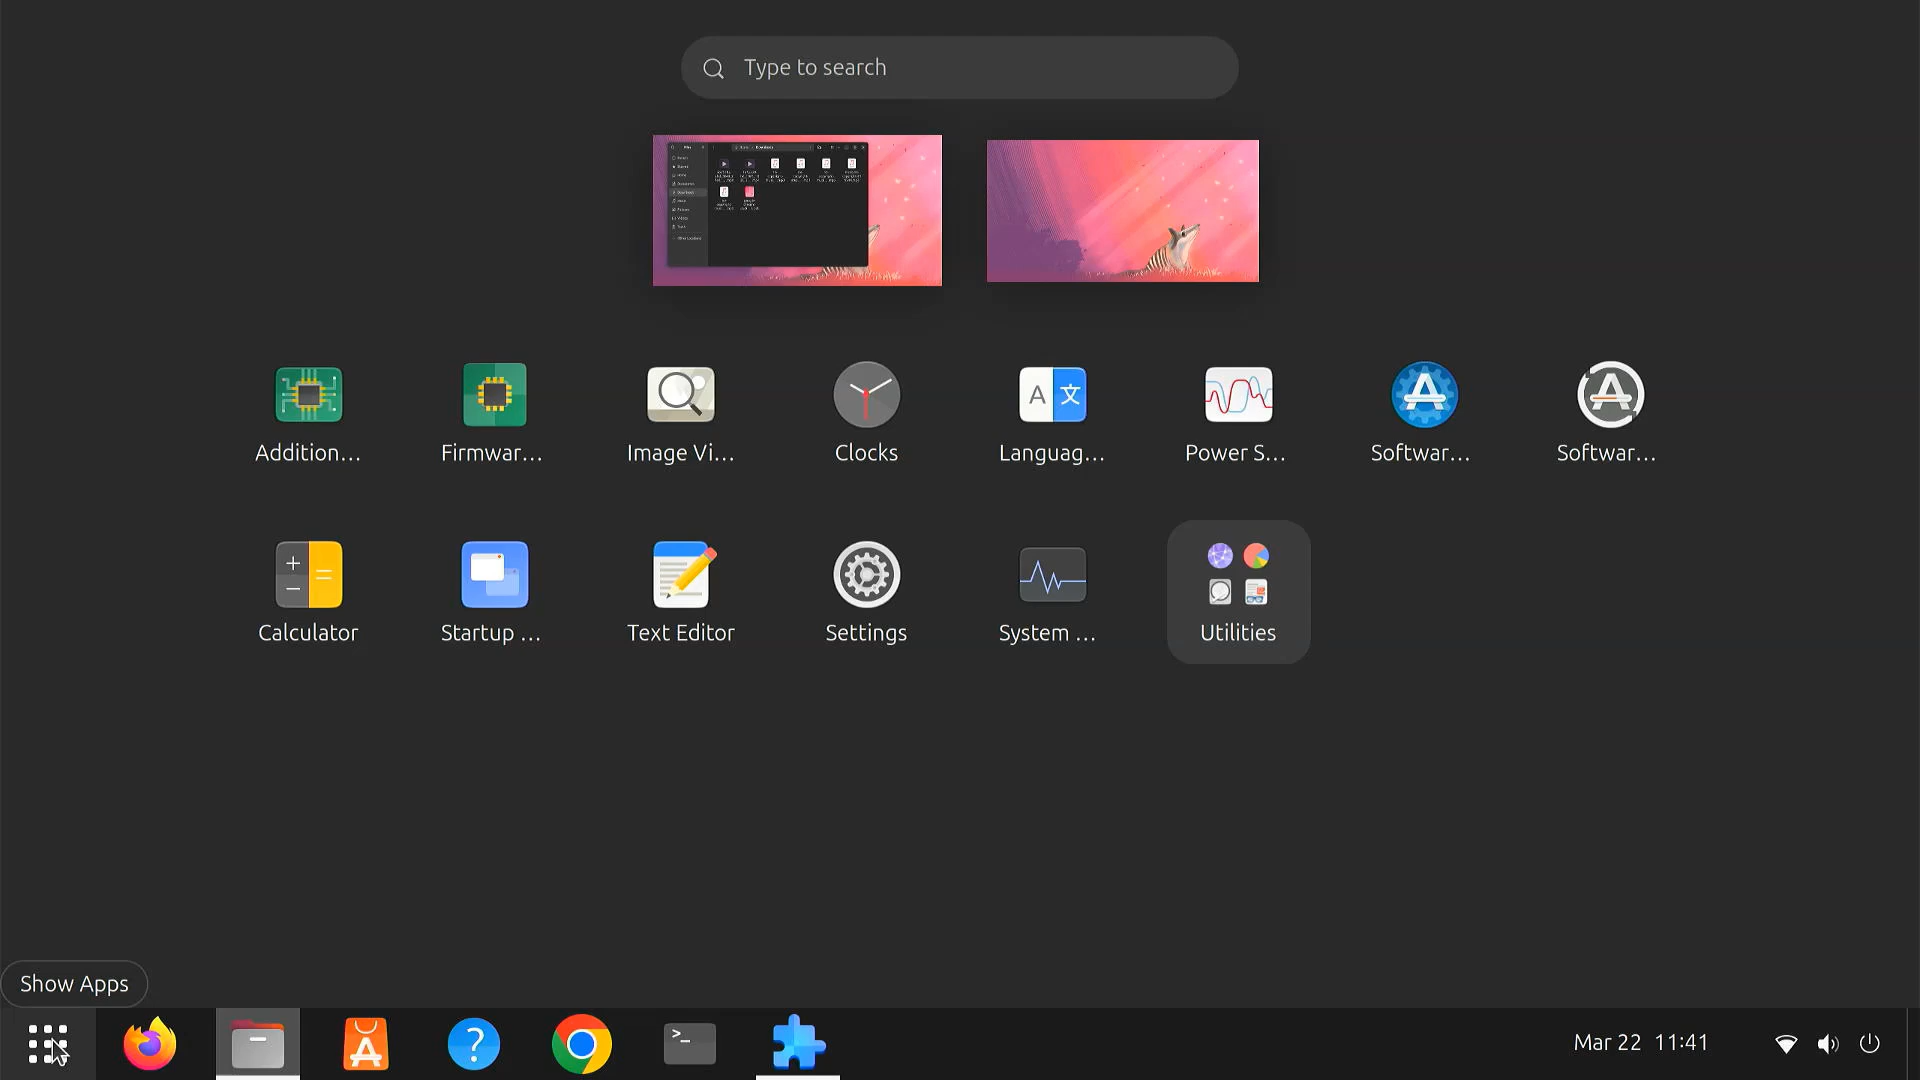 Type to search
Addition...
Firmwar...
Image Vi...
Clocks
Languag...
Power S...
Softwar...
Softwar...
Calculator
Startup ...
Text Editor
Settings
System ...
Utilities
Show Apps
Mar 22 11:41